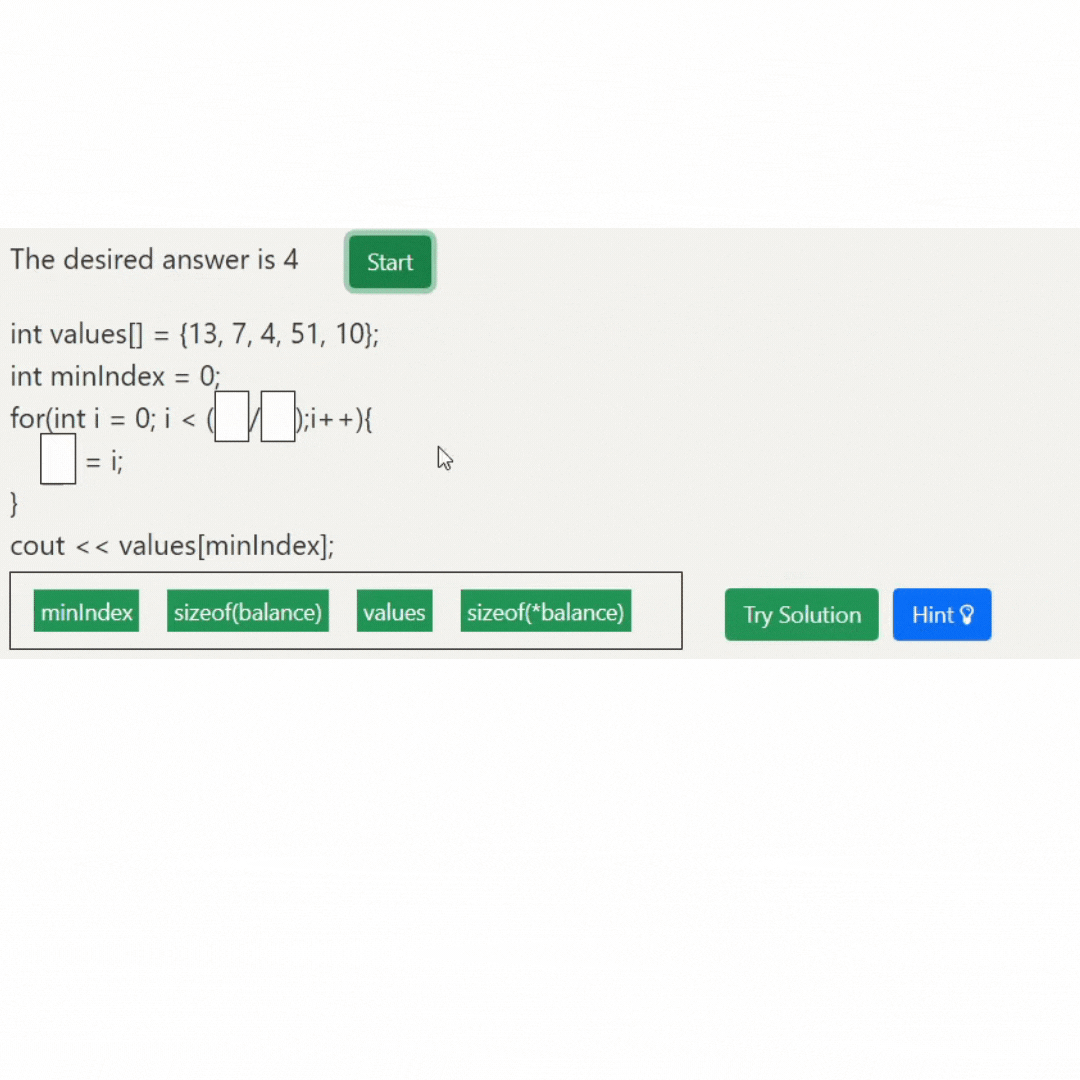 The desired answer is 4 Start
int values[] = {13, 7, 4, 51, 10};
int minIndex = 0;
for(int i = 0; i < ( / );i++){
= i;
}
cout << values[minIndex];
minIndex sizeof(balance) values sizeof(*balance) Try Solution Hint